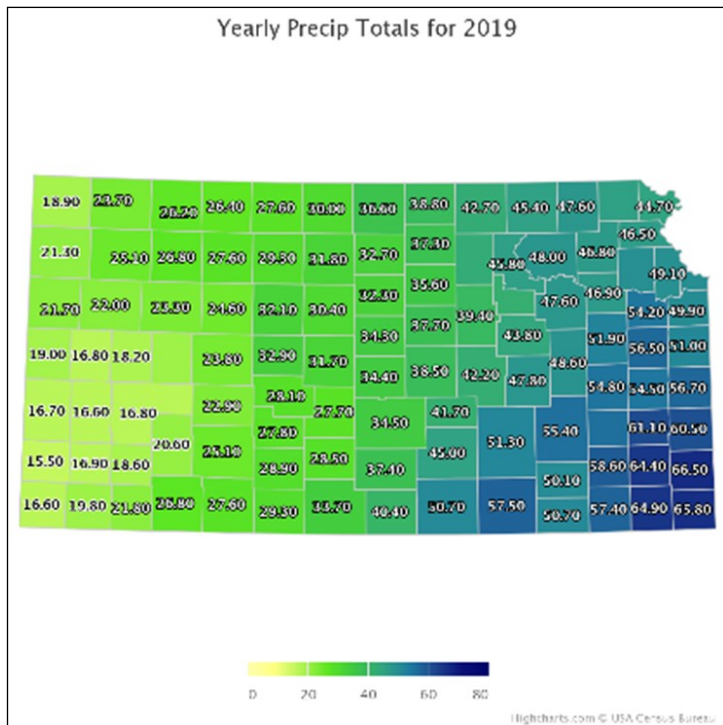 Yearly Precip Totals for 2019
18.90 23.70 26.20 26.40 27.60 30.00 30.60 38.80 42.70 45.40 47.60 44.70
21.30 25.10 26.80 27.60 29.30 31.80 32.70 37.30 45.80 48.00 46.80 46.50
21.70 22.00 23.30 24.60 32.10 30.40 32.30 35.60 47.60 46.90 49.10
19.00 16.80 18.20 23.80 32.90 31.70 34.30 37.70 39.40 43.80 51.90 54.20 49.90
34.40 38.50 42.20 47.80 48.60 56.50 51.00
16.70 16.60 16.80 22.90 28.10 27.70 34.50 41.70 54.80 54.50 56.70
20.60 25.10 27.80 28.50 45.00 51.30 55.40 61.10 60.50
15.50 16.90 18.60 28.90 37.40 50.10 58.60 64.40 66.50
16.60 19.80 21.80 26.80 27.60 29.30 33.70 40.40 50.70 57.50 50.70 57.40 64.90 65.80
0 20 40 60 80
Highcharts.com © USA Census Bureau